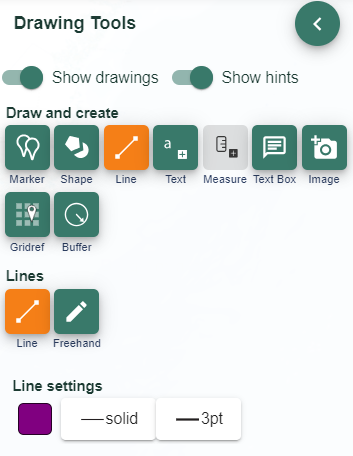 Drawing Tools
Show drawings Show hints
Draw and create
a
Marker Shape Line Text Measure Text Box Image
Gridref Buffer
Lines
Line Freehand
Line settings
solid 3pt